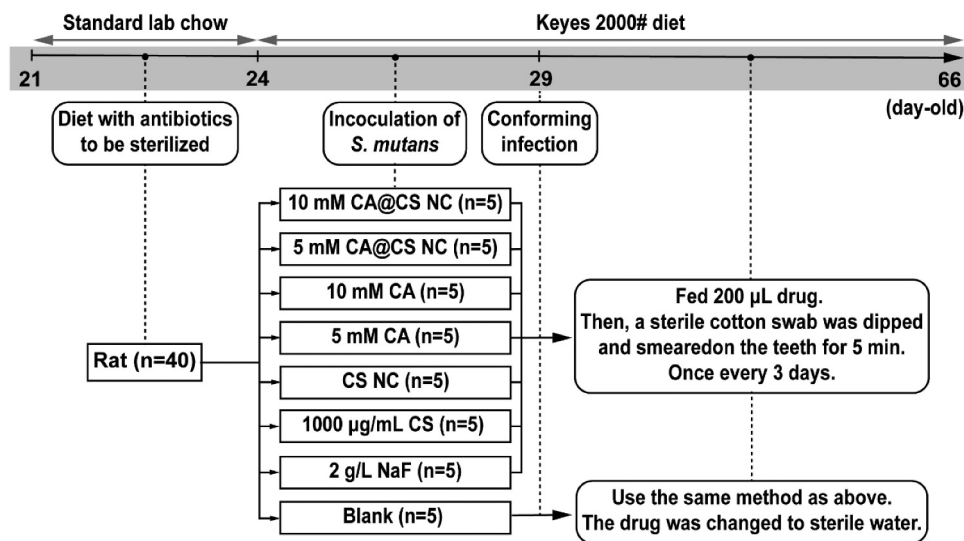 Standard lab chow
Keyes 2000# diet
21
24
29
66
(day-old)
Diet with antibiotics
to be sterilized
Incoculation of
S. mutans
Conforming
infection
10 mM CA@CS NC (n=5)
5 mM CA@CS NC (n=5)
10 mM CA (n=5)
5 mM CA (n=5)
CS NC (n=5)
1000 μg/mL CS (n=5)
2 g/L NaF (n=5)
Blank (n=5)
Rat (n=40)
Fed 200 μL drug.
Then, a sterile cotton swab was dipped
and smearedon the teeth for 5 min.
Once every 3 days.
Use the same method as above.
The drug was changed to sterile water.